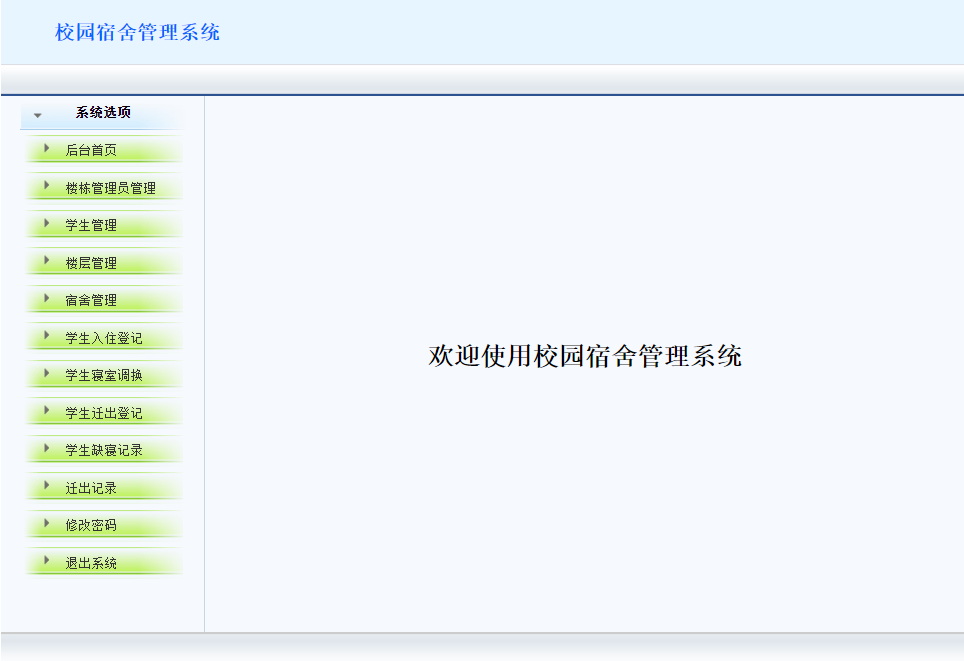 校园宿舍管理系统
系统选项
后台首页
楼栋管理员管理
学生管理
楼层管理
宿舍管理
学生入住登记
学生寝室调换
学生迁出登记
学生缺寝记录
迁出记录
修改密码
退出系统
欢迎使用校园宿舍管理系统